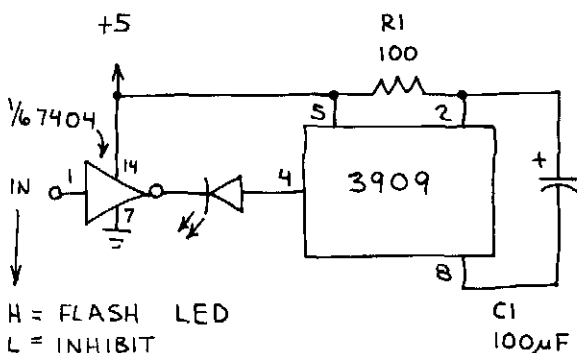 +5
R1
100
1/6 7404
5
2
1
14
IN
4
3909
+
7
8
H = FLASH LED
L = INHIBIT
C1
100µF